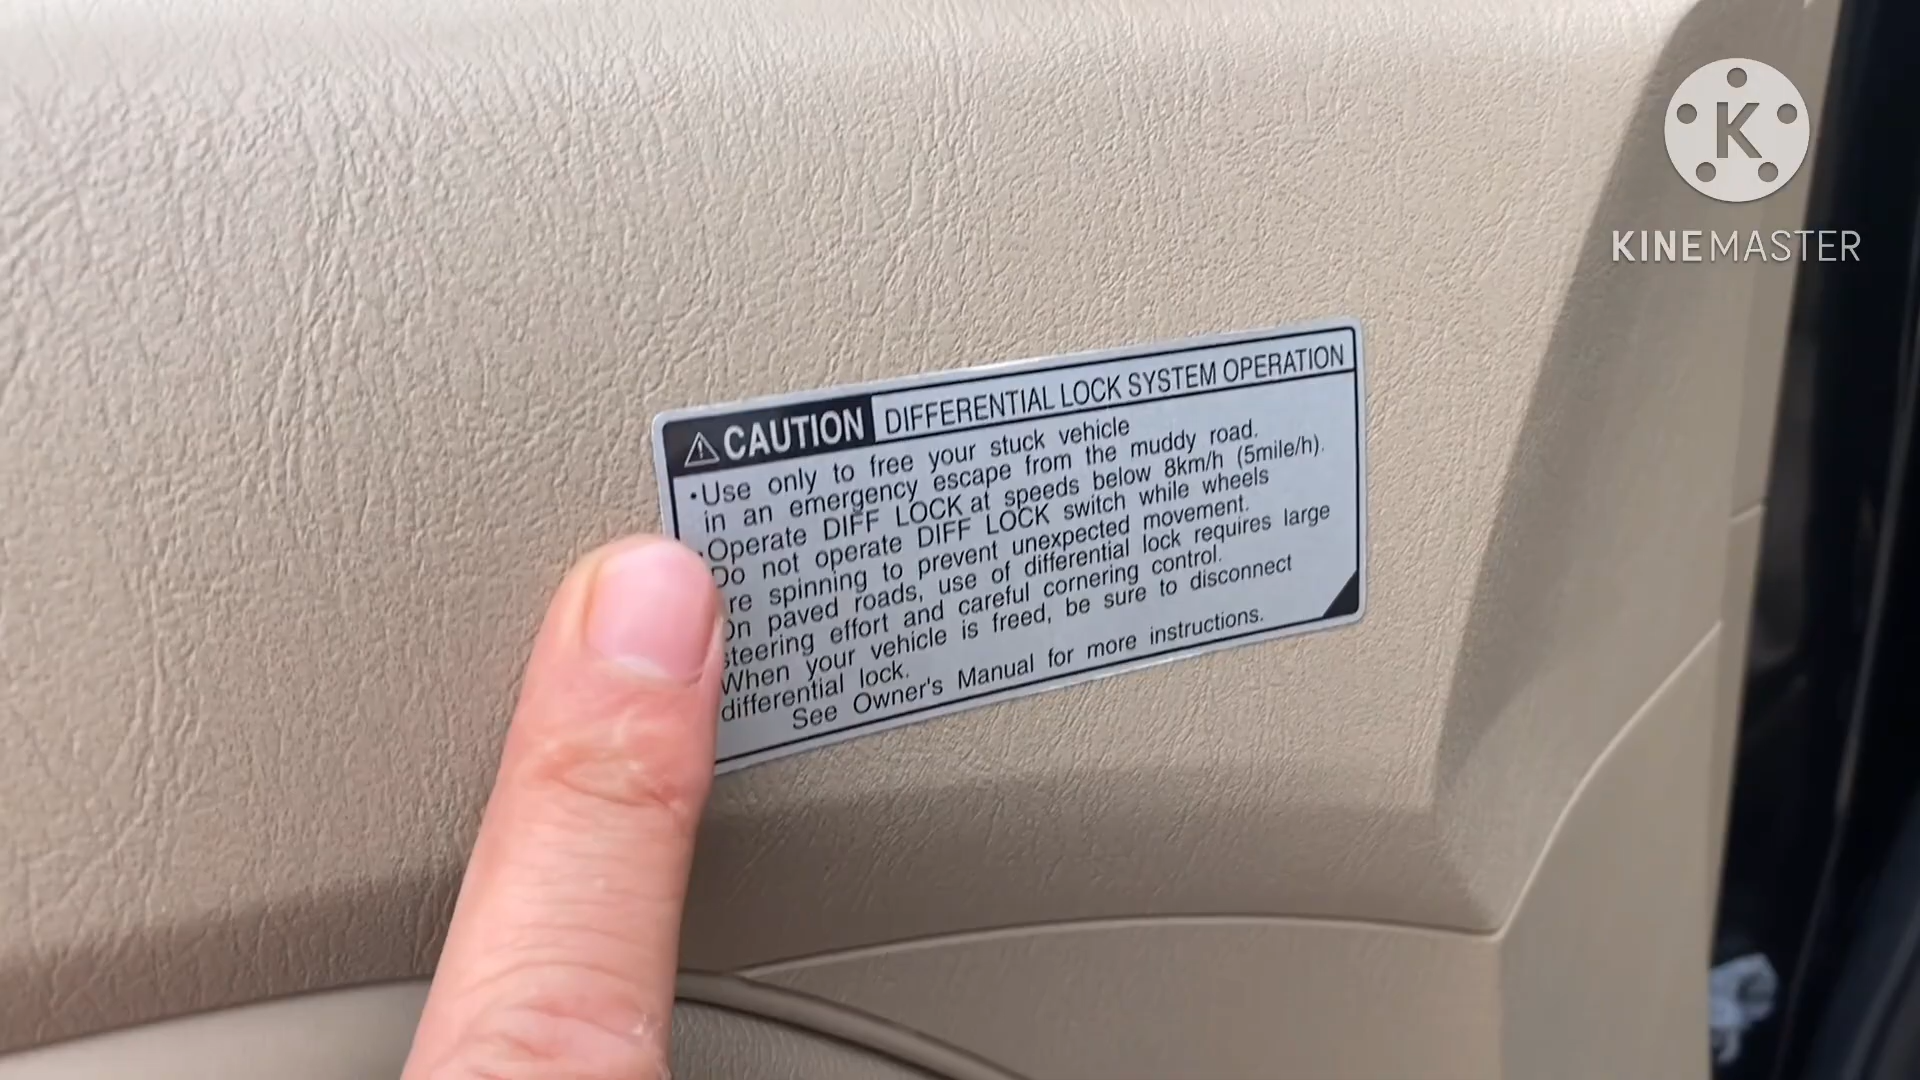 CAUTION DIFFERENTIAL LOCK SYSTEM OPERATION
•Use only to free your stuck vehicle
in an emergency escape from the muddy road.
•Operate DIFF LOCK at speeds below 8km/h (5mile/h).
Do not operate DIFF LOCK switch while wheels
re spinning to prevent unexpected movement.
On paved roads, use of differential lock requires large
steering effort and careful cornering control.
When your vehicle is freed, be sure to disconnect
differential lock.
See Owner's Manual for more instructions.
K
KINEMASTER